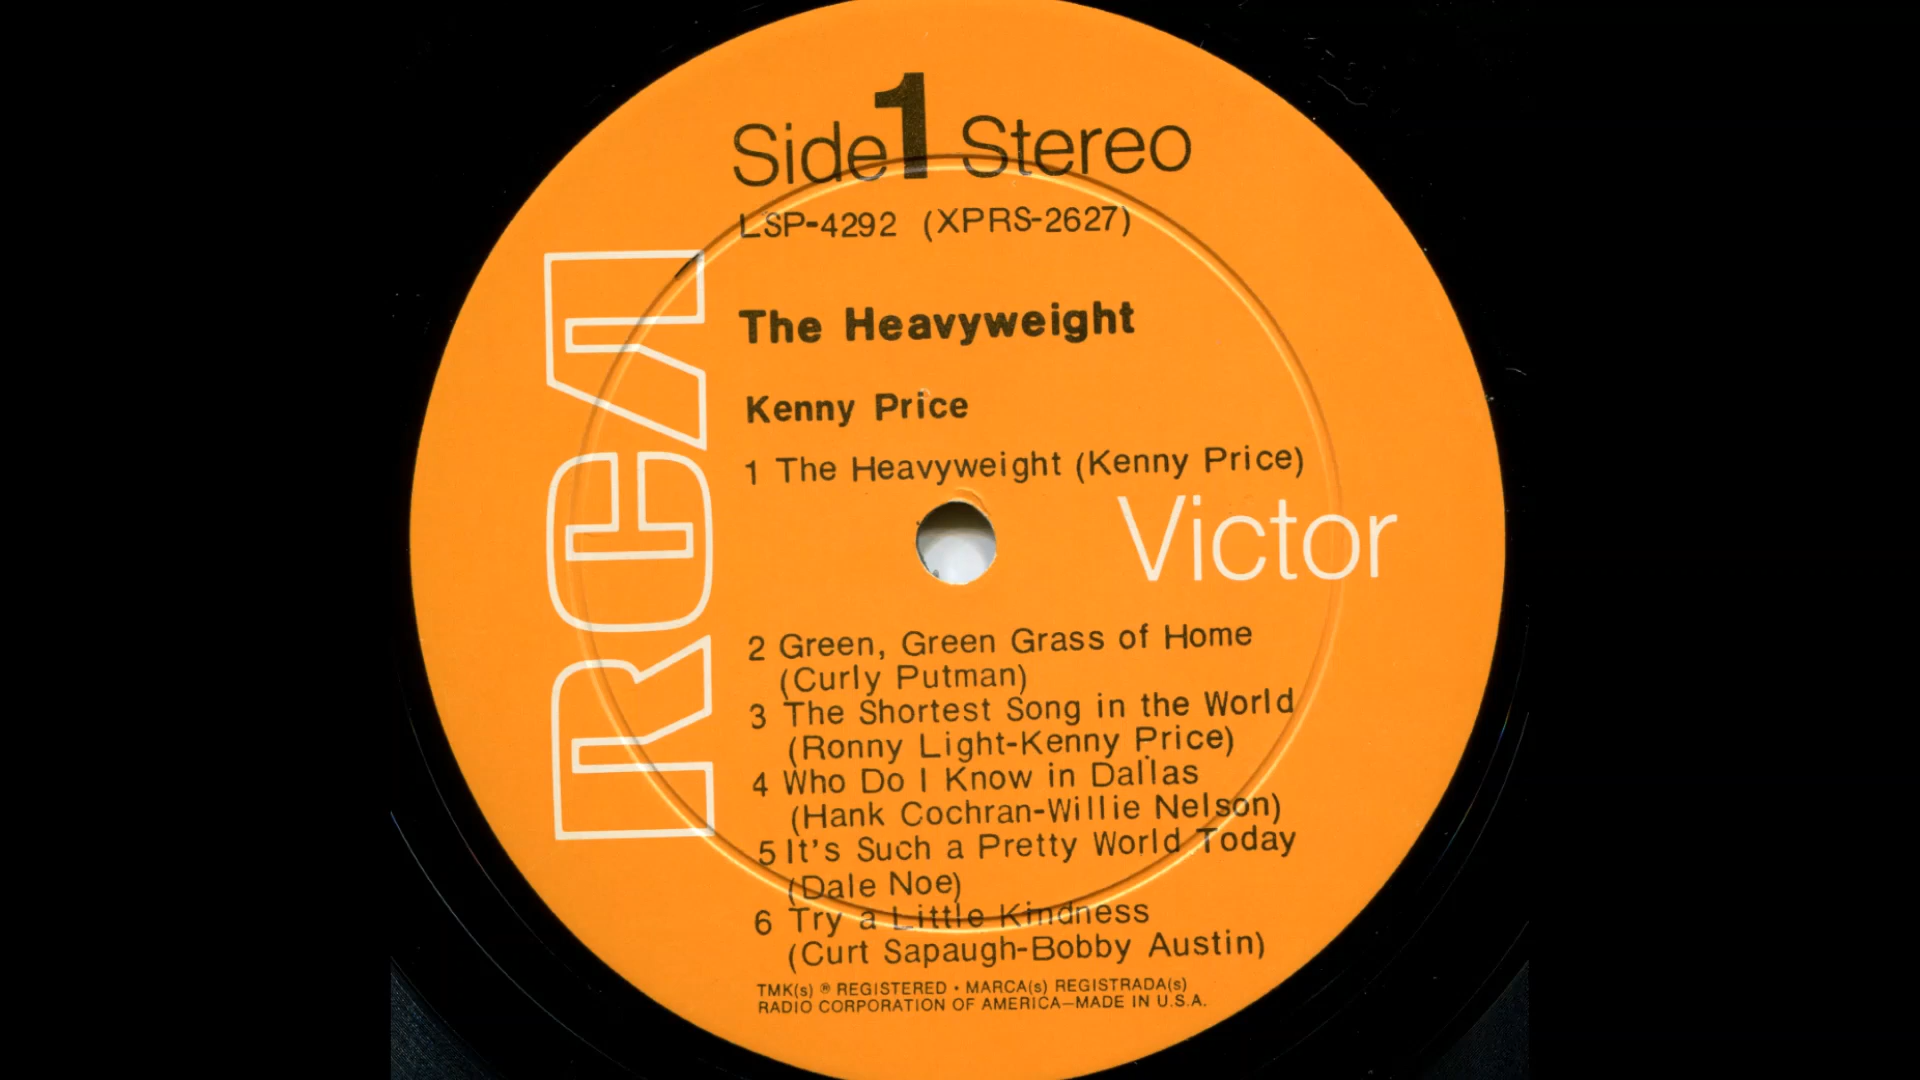 Side 1 Stereo
LSP-4292 (XPRS-2627)
RCA
The Heavyweight
Kenny Price
1 The Heavyweight (Kenny Price)
Victor
2 Green, Green Grass of Home
(Curly Putman)
3 The Shortest Song in the World
(Ronny Light-Kenny Price)
4 Who Do I Know in Dallas
(Hank Cochran-Willie Nelson)
5 It's Such a Pretty World Today
(Dale Noe)
6 Try a Little Kindness
(Curt Sapaugh-Bobby Austin)
TMK(s) ® REGISTERED • MARCA(s) REGISTRADA(s)
RADIO CORPORATION OF AMERICA—MADE IN U.S.A.